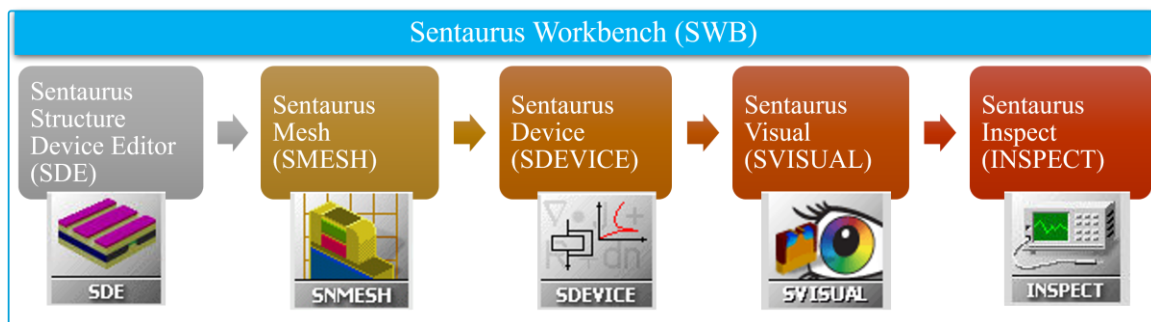 Sentaurus Workbench (SWB)
Sentaurus
Structure
Device Editor
(SDE)
Sentaurus
Mesh
(SMESH)
Sentaurus
Device
(SDEVICE)
Sentaurus
Visual
(SVISUAL)
Sentaurus
Inspect
(INSPECT)
SDE
SNMESH
SDEVICE
SVISUAL
INSPECT